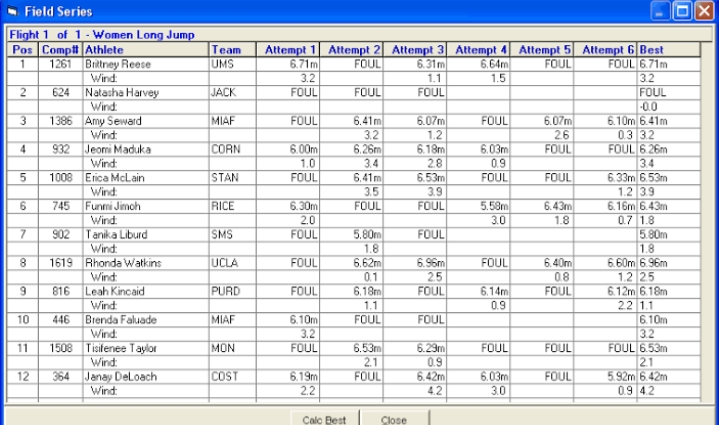 Field Series
Flight 1 of 1 - Women Long Jump
Pos Comp# Athlete Team Attempt 1 Attempt 2 Attempt 3 Attempt 4 Attempt 5 Attempt 6 Best
1 1261 Brittney Reese UMS 6.71m FOUL 6.31m 6.64m FOUL FOUL 6.71m
Wind: 3.2 1.1 1.5 3.2
2 624 Natasha Harvey JACK FOUL FOUL FOUL FOUL
Wind: -0.0
3 1386 Amy Seward MIAF FOUL 6.41m 6.07m FOUL 6.07m 6.10m 6.41m
Wind: 3.2 1.2 2.6 0.3 3.2
4 932 Jeomi Maduka CORN 6.00m 6.26m 6.18m 6.03m FOUL FOUL 6.26m
Wind: 1.0 3.4 2.8 0.9 3.4
5 1008 Erica McLain STAN FOUL 6.41m 6.53m FOUL FOUL 6.33m 6.53m
Wind: 3.5 3.9 1.2 3.9
6 745 Funmi Jimoh RICE 6.30m FOUL FOUL 5.58m 6.43m 6.16m 6.43m
Wind: 2.0 3.0 1.8 0.7 1.8
7 902 Tanika Liburd SMS FOUL 5.80m FOUL 5.80m
Wind: 1.8 1.8
8 1619 Rhonda Watkins UCLA FOUL 6.62m 6.96m FOUL 6.40m 6.60m 6.96m
Wind: 0.1 2.5 0.8 1.2 2.5
9 816 Leah Kincaid PURD FOUL 6.18m FOUL 6.14m FOUL 6.12m 6.18m
Wind: 1.1 0.9 2.2 1.1
10 446 Brenda Faluade MIAF 6.10m FOUL FOUL 6.10m
Wind: 3.2 3.2
11 1508 Tisifenee Taylor MON FOUL 6.53m 6.29m FOUL FOUL FOUL 6.53m
Wind: 2.1 0.9 2.1
12 364 Janay DeLoach COST 6.19m FOUL 6.42m 6.03m FOUL 5.92m 6.42m
Wind: 2.2 4.2 3.0 0.9 4.2
Calc Best Close